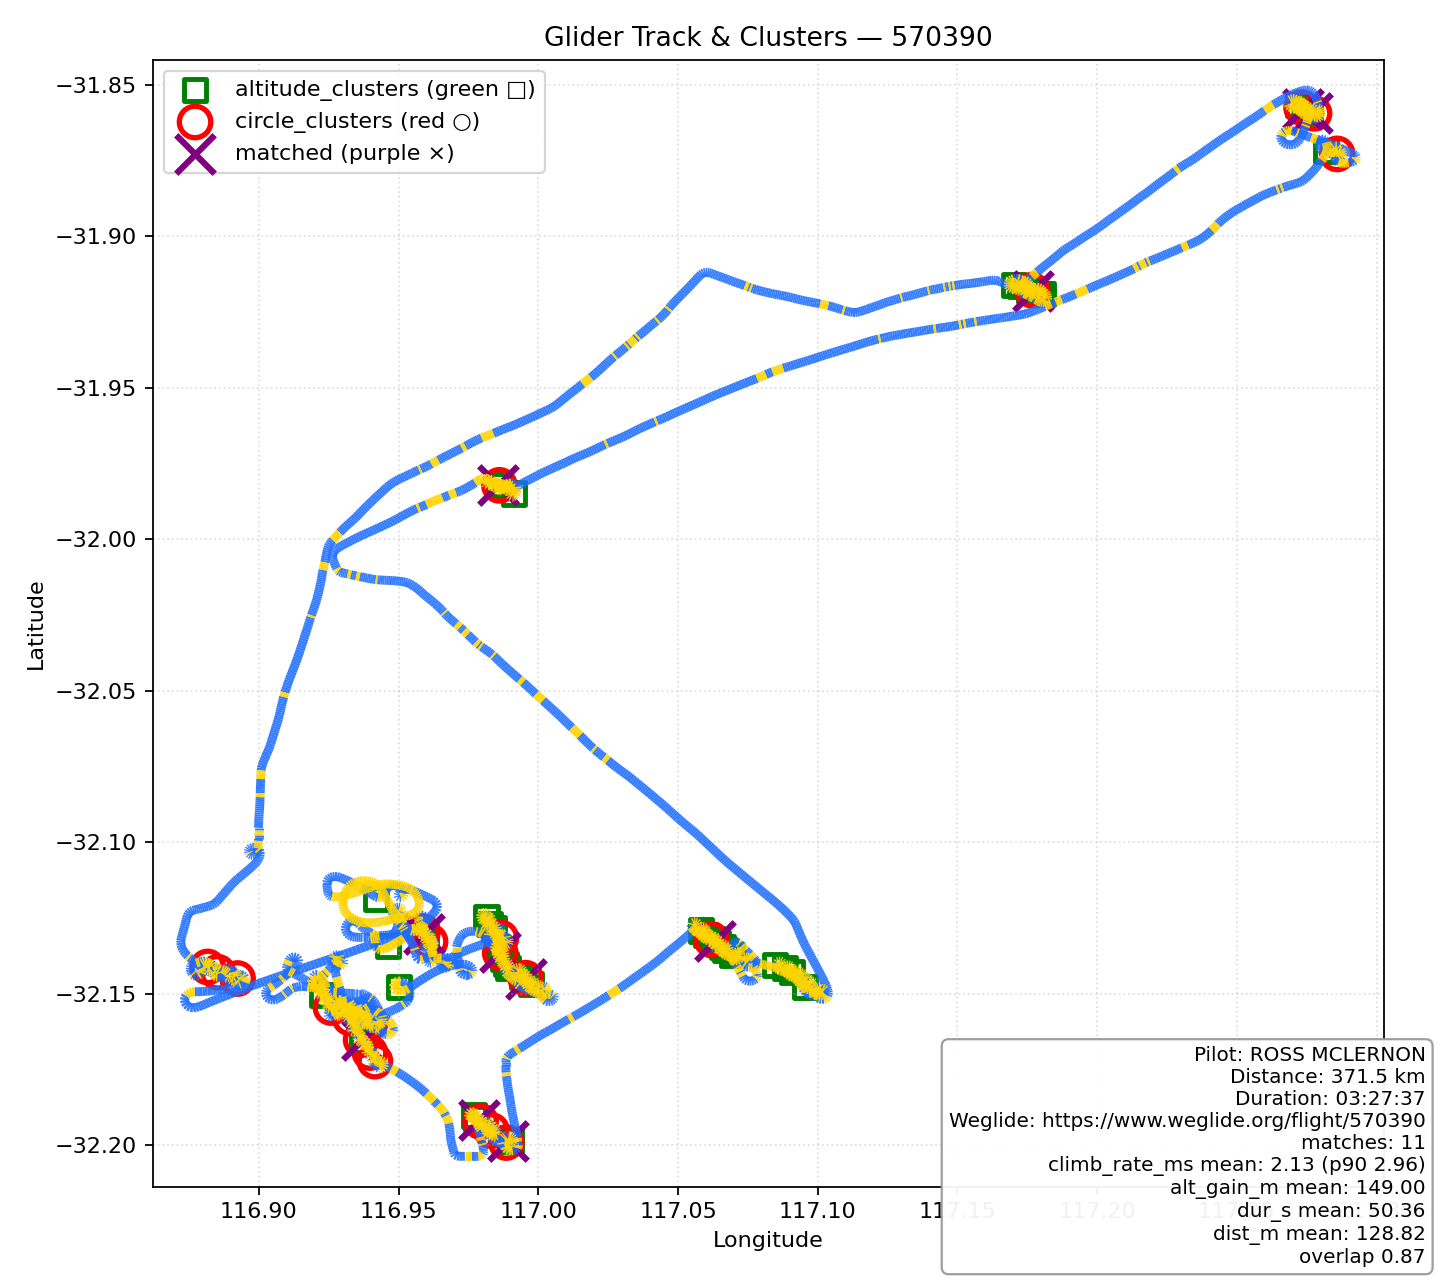 Glider Track & Clusters — 570390
altitude_clusters (green □)
circle_clusters (red ○)
matched (purple ×)
−31.85
−31.90
−31.95
−32.00
−32.05
−32.10
−32.15
−32.20
Latitude
116.90
116.95
117.00
117.05
117.10
117.15
117.20
Longitude
Pilot: ROSS MCLERNON
Distance: 371.5 km
Duration: 03:27:37
Weglide: https://www.weglide.org/flight/570390
matches: 11
climb_rate_ms mean: 2.13 (p90 2.96)
alt_gain_m mean: 149.00
dur_s mean: 50.36
dist_m mean: 128.82
overlap 0.87